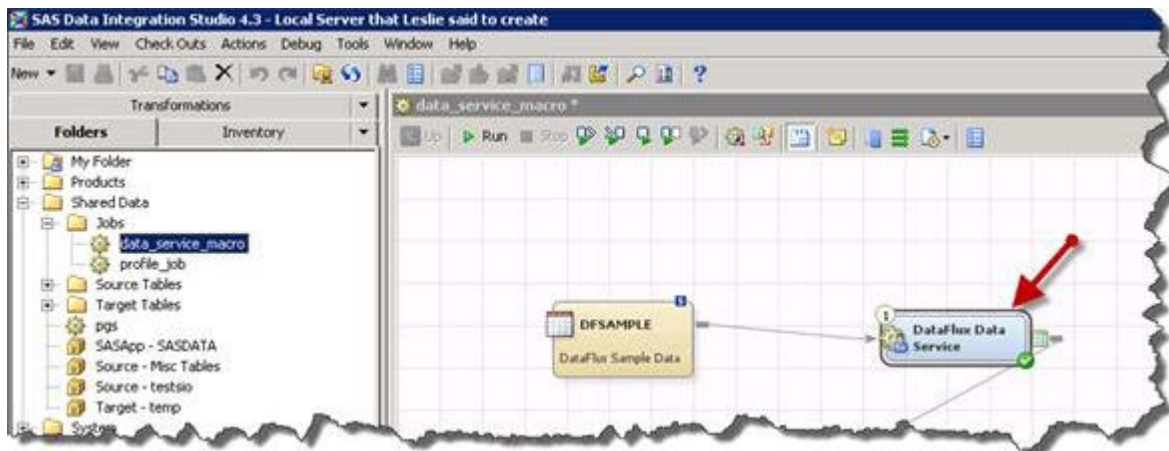 SAS Data Integration Studio 4.3 - Local Server that Leslie said to create
File Edit View Check Outs Actions Debug Tools Window Help
New
Transformations
Folders Inventory
My Folder
Products
Shared Data
Jobs
data_service_macro
profile_job
Source Tables
Target Tables
pgs
SASApp - SASDATA
Source - Misc Tables
Source - testsio
Target - temp
System
data_service_macro *
Up Run Stop
DFSAMPLE
DataFlux Sample Data
1
DataFlux Data
Service